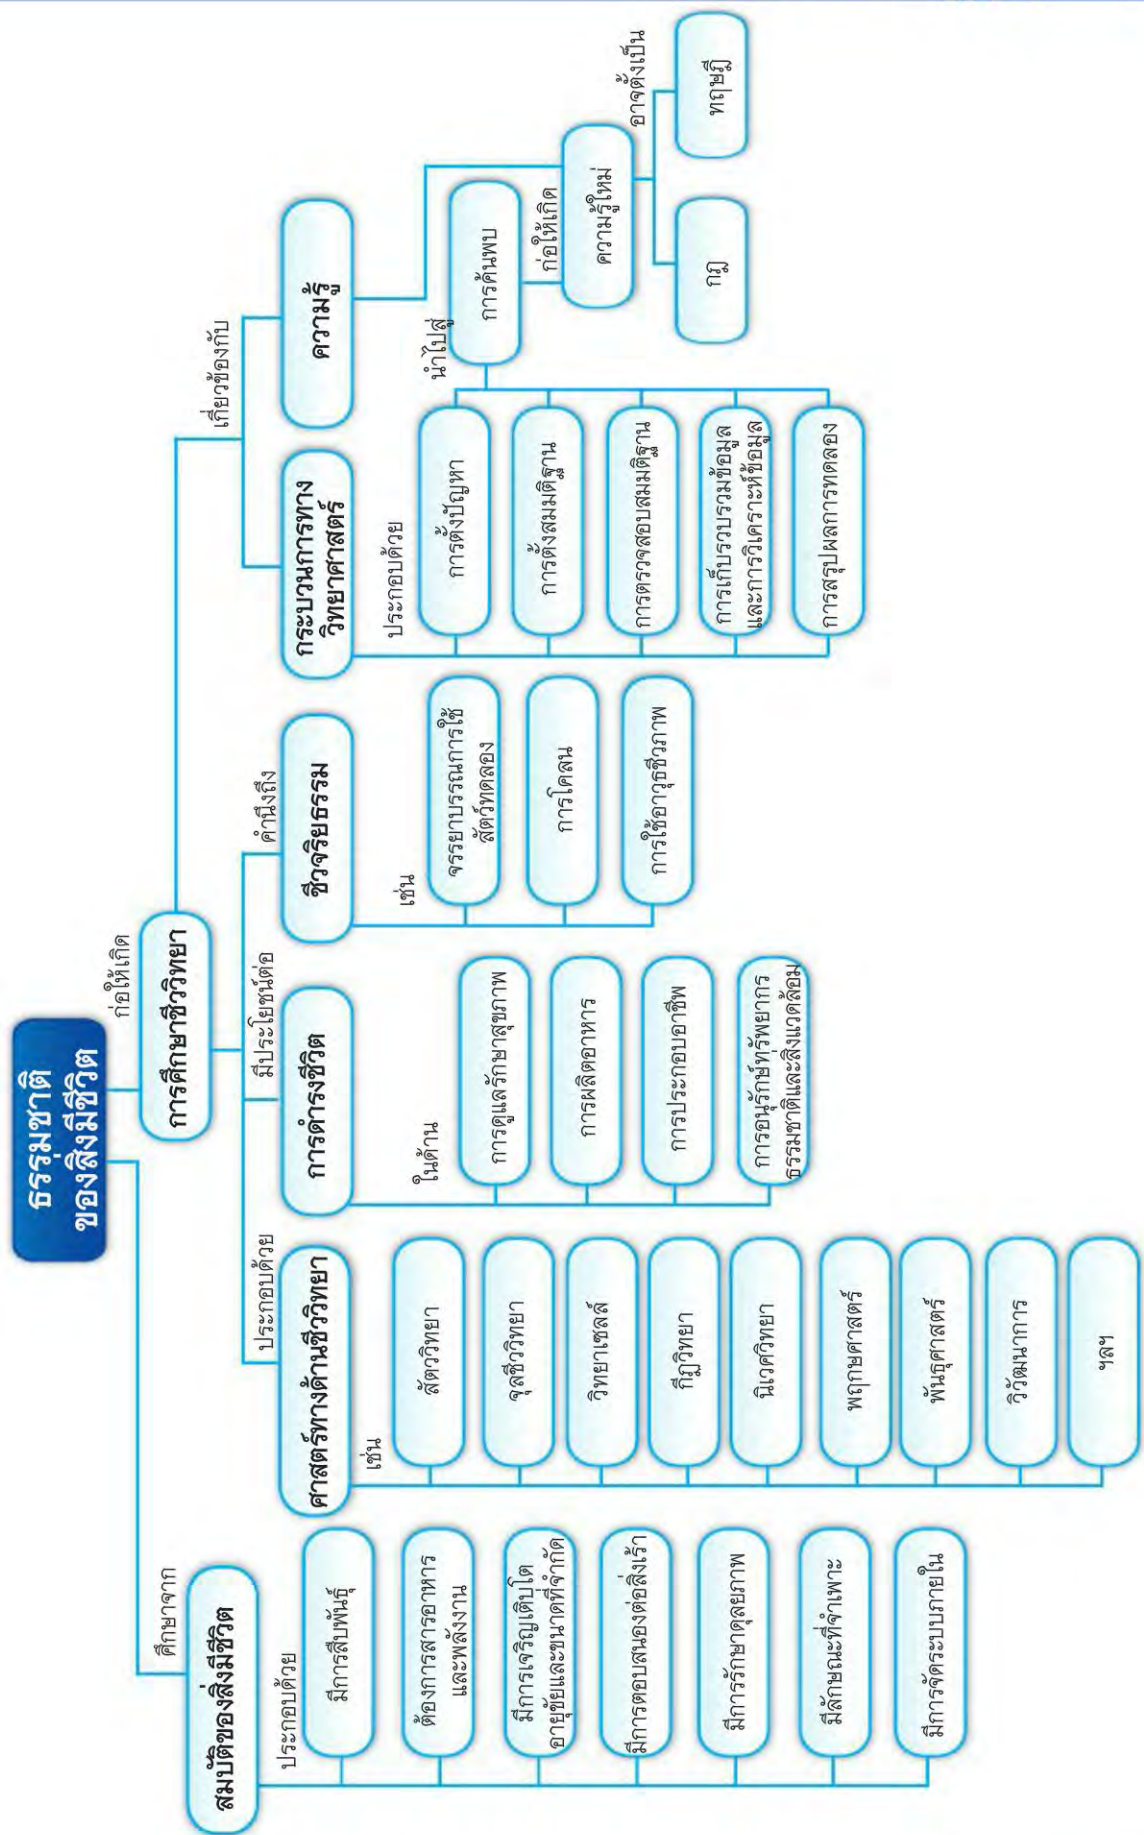 ธรรมชาติ
ของสิ่งมีชีวิต
ศึกษาจาก
ก่อให้เกิด
สมบัติของสิ่งมีชีวิต
ประกอบด้วย
มีการสืบพันธุ์
ต้องการสารอาหาร
และพลังงาน
มีการเจริญเติบโต
อายุขัยและขนาดที่จำกัด
มีการตอบสนองต่อสิ่งเร้า
มีการรักษาดุลยภาพ
มีลักษณะที่จำเพาะ
มีการจัดระบบภายใน
การศึกษาชีววิทยา
ประกอบด้วย
มีประโยชน์ต่อ
คำนึงถึง
เกี่ยวข้องกับ
ศาสตร์ทางด้านชีววิทยา
เช่น
สัตววิทยา
จุลชีววิทยา
วิทยาเซลล์
กีฏวิทยา
นิเวศวิทยา
พฤกษศาสตร์
พันธุศาสตร์
วิวัฒนาการ
ฯลฯ
การดำรงชีวิต
ในด้าน
การดูแลรักษาสุขภาพ
การผลิตอาหาร
การประกอบอาชีพ
การอนุรักษ์ทรัพยากร
ธรรมชาติและสิ่งแวดล้อม
ชีวจริยธรรม
เช่น
จรรยาบรรณการใช้
สัตว์ทดลอง
การโคลน
การใช้อาวุธชีวภาพ
กระบวนการทาง
วิทยาศาสตร์
ประกอบด้วย
การตั้งปัญหา
การตั้งสมมติฐาน
การตรวจสอบสมมติฐาน
การเก็บรวบรวมข้อมูล
และการวิเคราะห์ข้อมูล
การสรุปผลการทดลอง
ความรู้
นำไปสู่
การค้นพบ
ก่อให้เกิด
ความรู้ใหม่
อาจตั้งเป็น
กฎ
ทฤษฎี